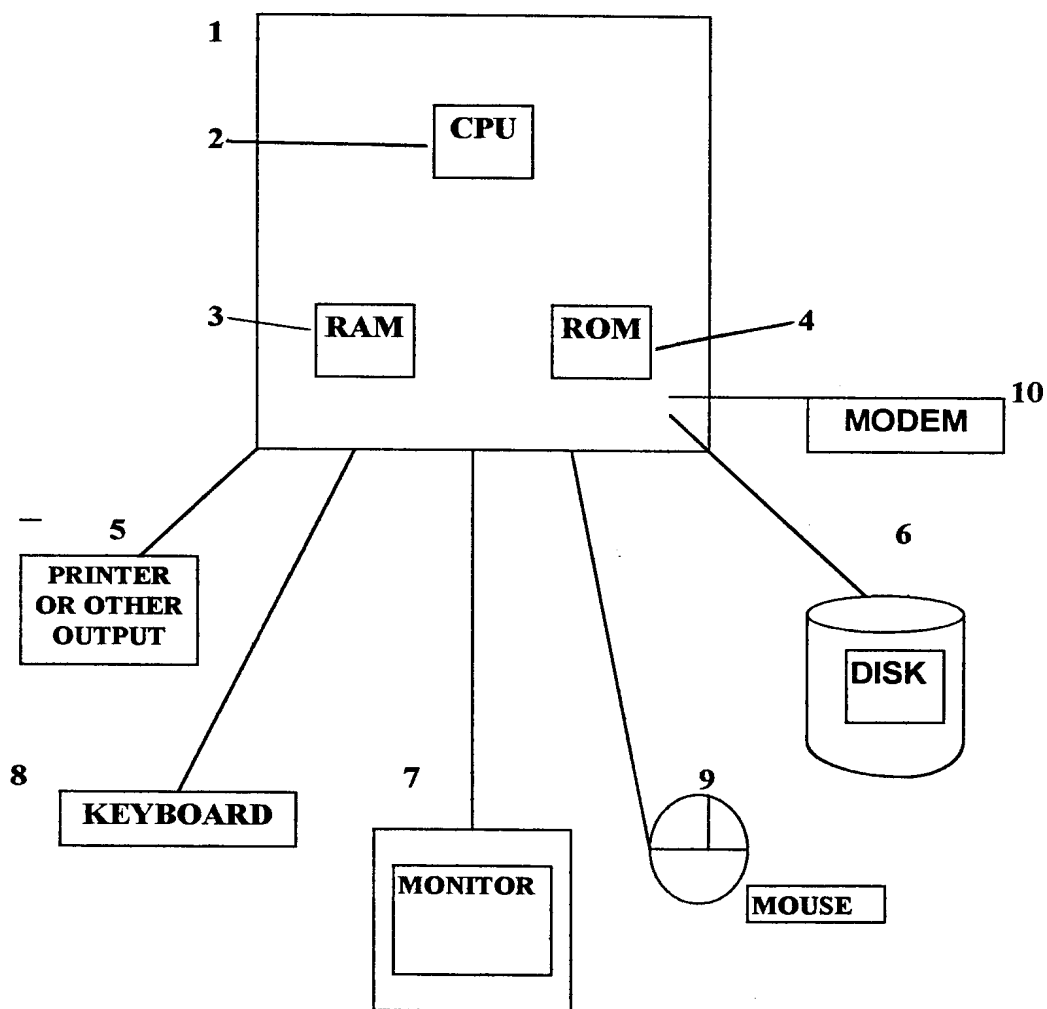 1
CPU
2
3
RAM
ROM
4
10
MODEM
5
6
PRINTER
OR OTHER
OUTPUT
DISK
8
7
9
KEYBOARD
MONITOR
MOUSE